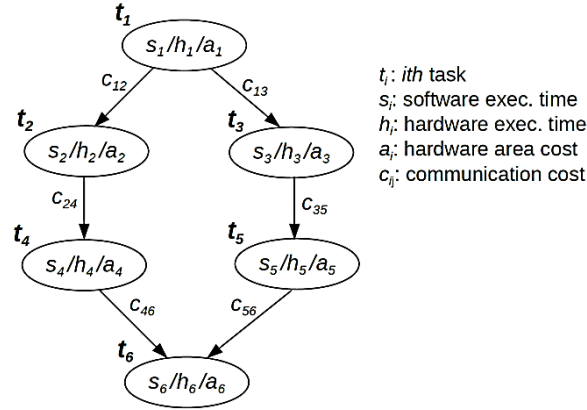 t1
s1/h1/a1
c12
c13
t2
t3
s2/h2/a2
s3/h3/a3
c24
c35
t4
t5
s4/h4/a4
s5/h5/a5
c46
c56
t6
s6/h6/a6
ti: ith task
si: software exec. time
hi: hardware exec. time
ai: hardware area cost
cij: communication cost